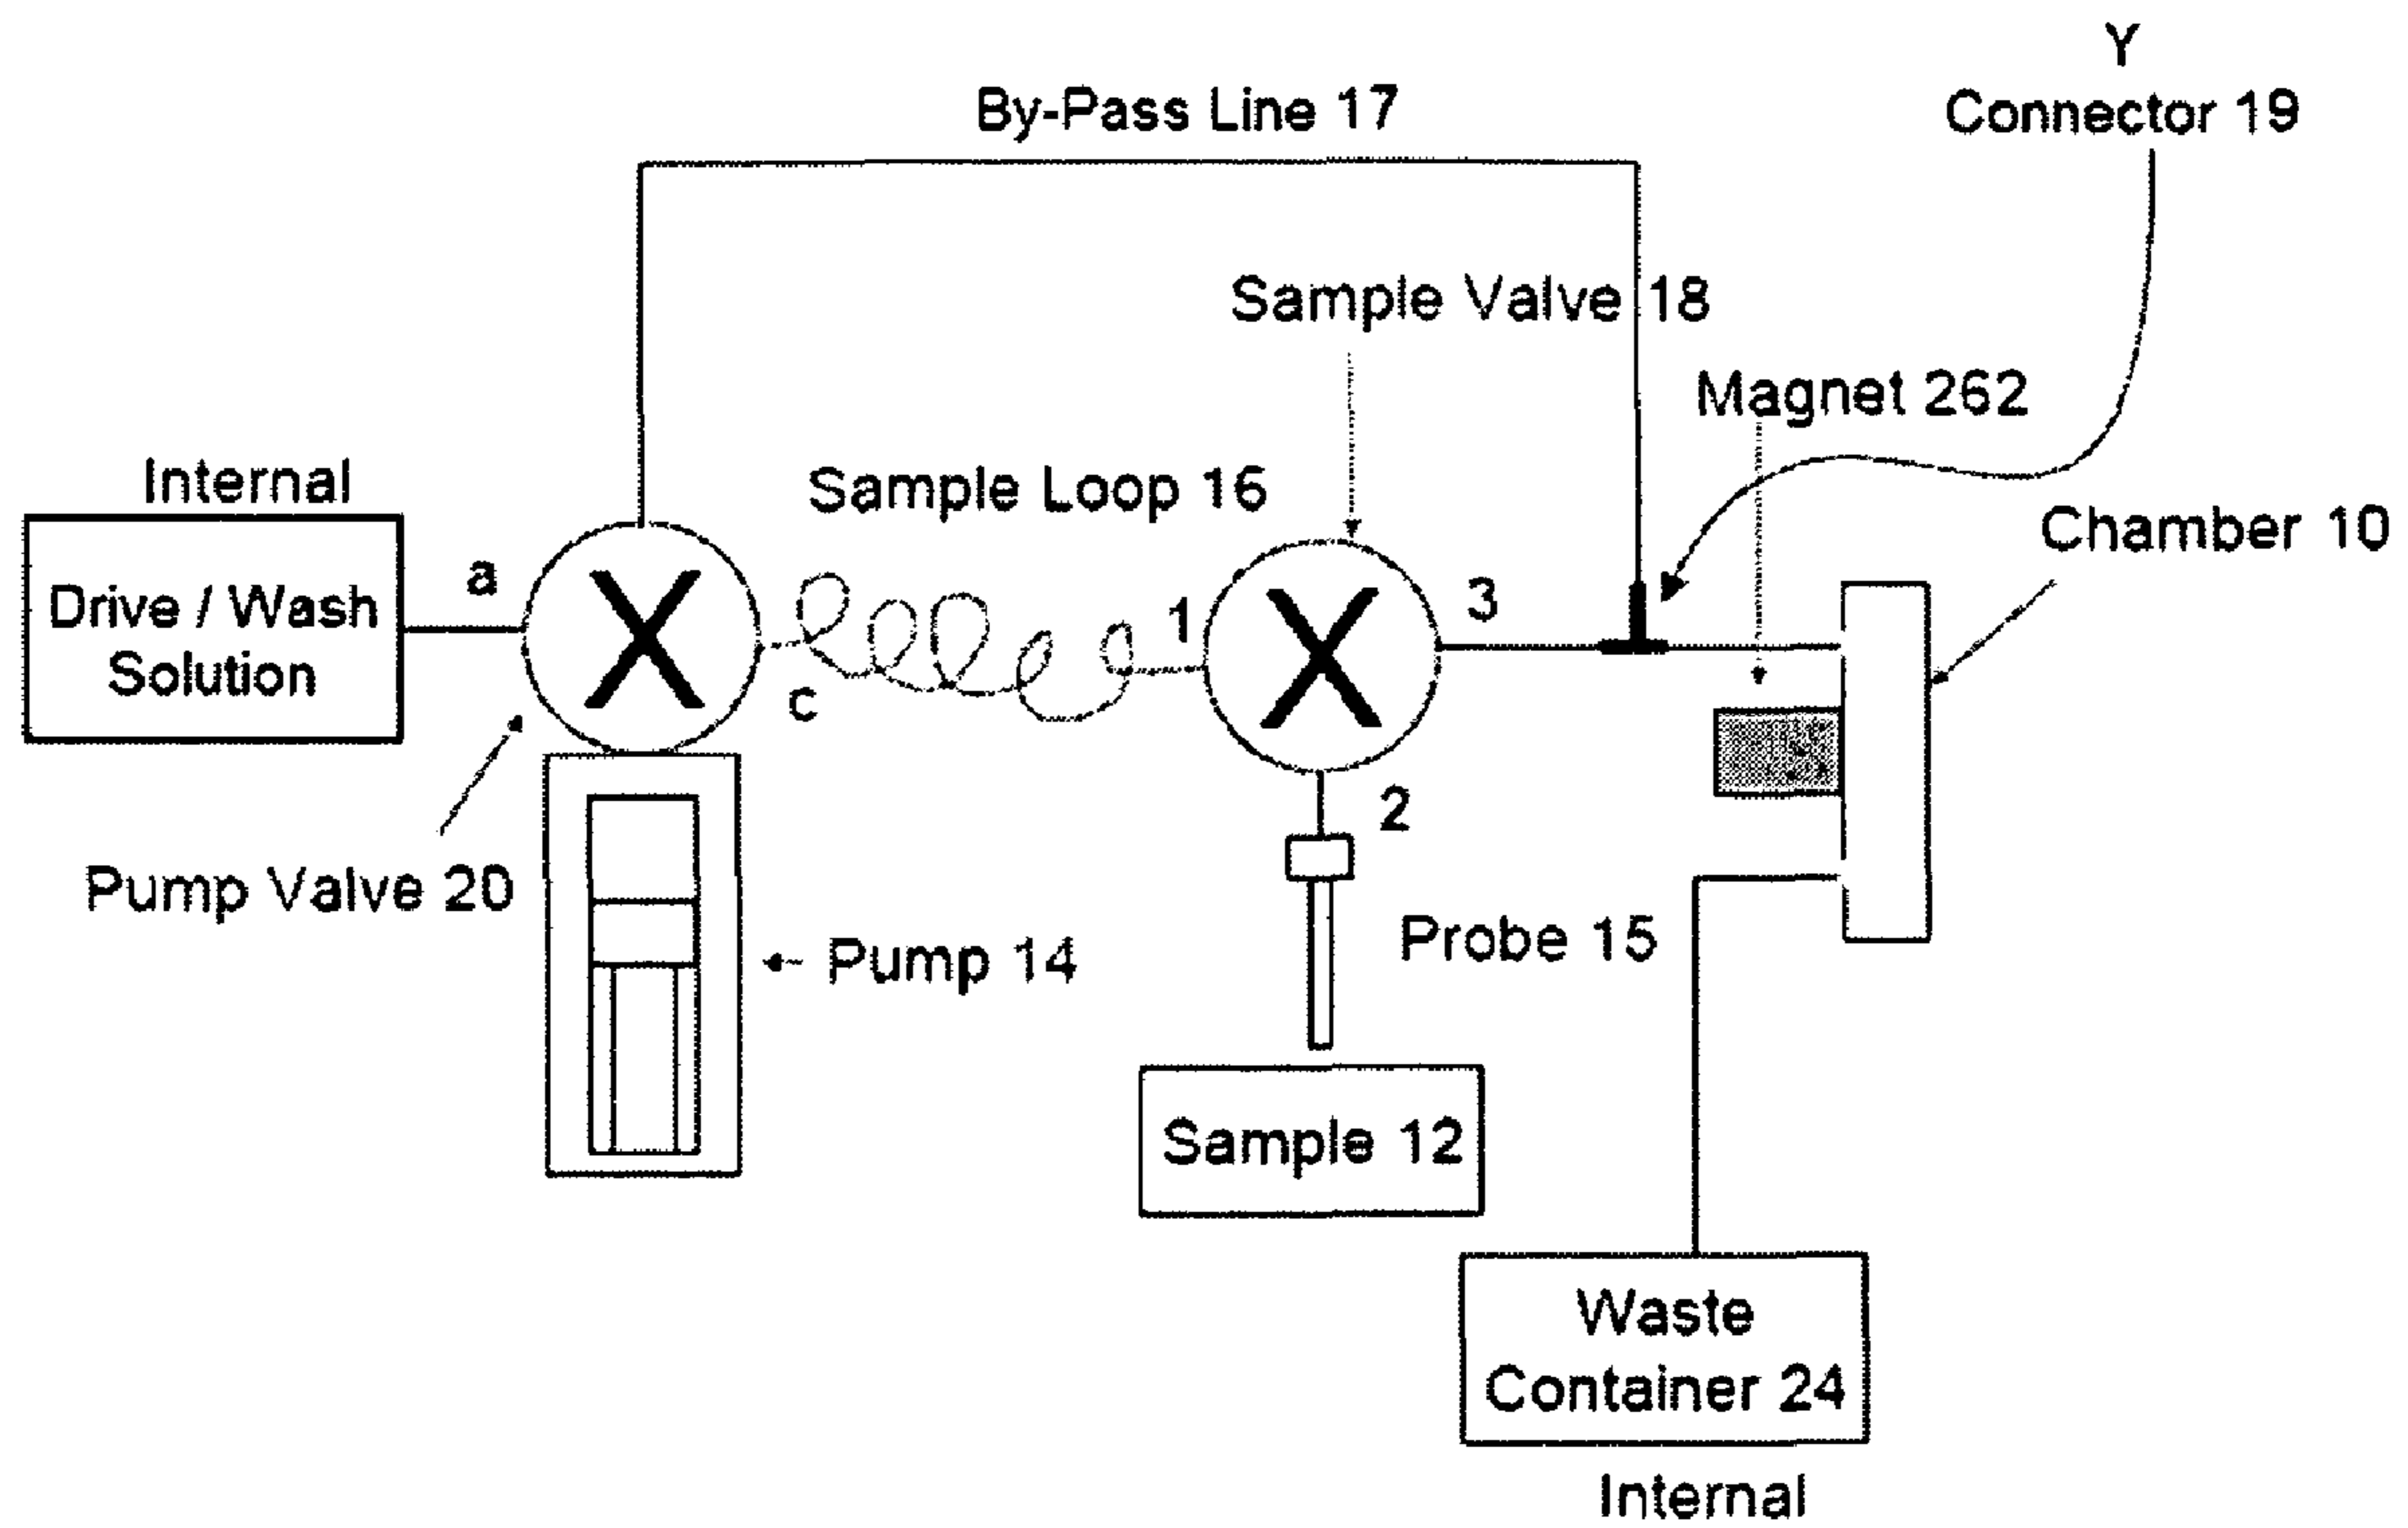 Y
Connector 19
By-Pass Line 17
Sample Valve 18
Magnet 262
Internal
Sample Loop 16
Chamber 10
Drive / Wash
Solution
a
X
c
1
X
3
2
Pump Valve 20
Pump 14
Probe 15
Sample 12
Waste
Container 24
Internal